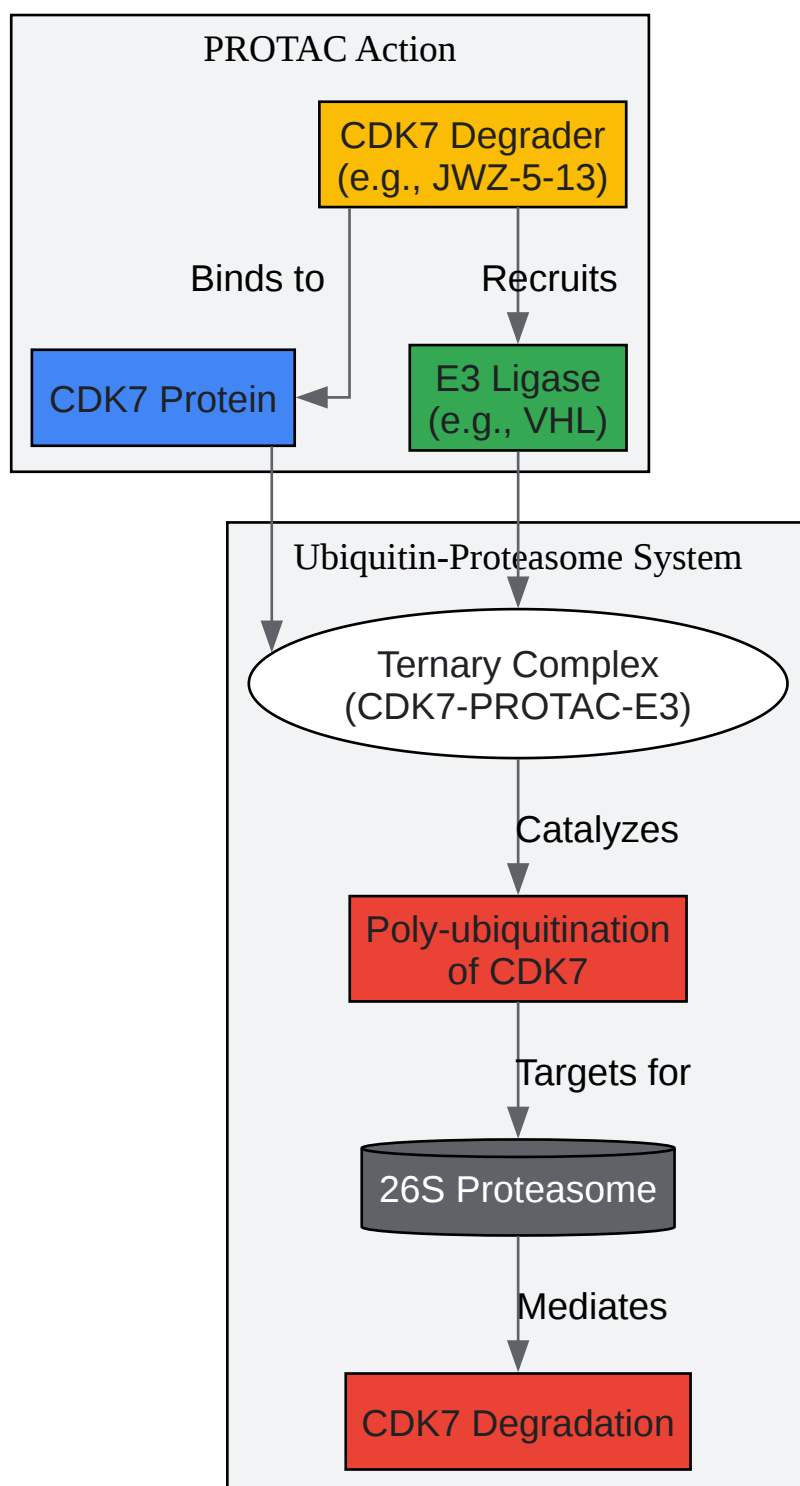 PROTAC Action
CDK7 Degrader
(e.g., JWZ-5-13)
Binds to
Recruits
CDK7 Protein
E3 Ligase
(e.g., VHL)
Ubiquitin-Proteasome System
Ternary Complex
(CDK7-PROTAC-E3)
Catalyzes
Poly-ubiquitination
of CDK7
Targets for
26S Proteasome
Mediates
CDK7 Degradation